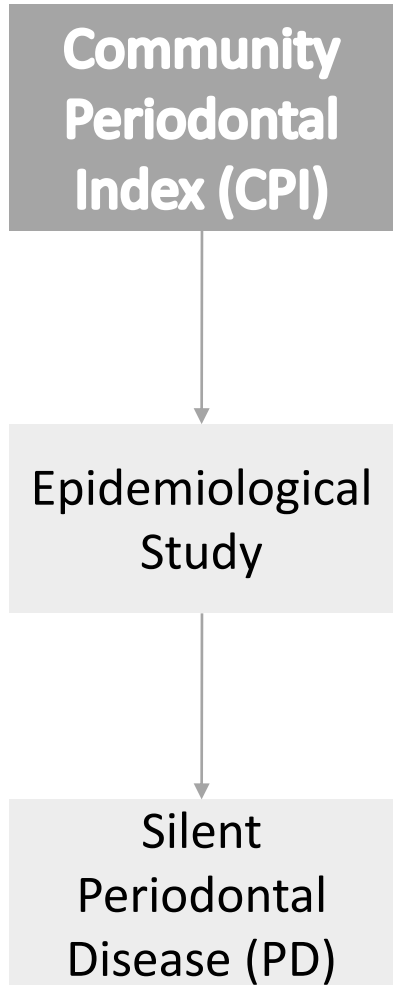 Community
Periodontal
Index (CPI)
Epidemiological
Study
Silent
Periodontal
Disease (PD)